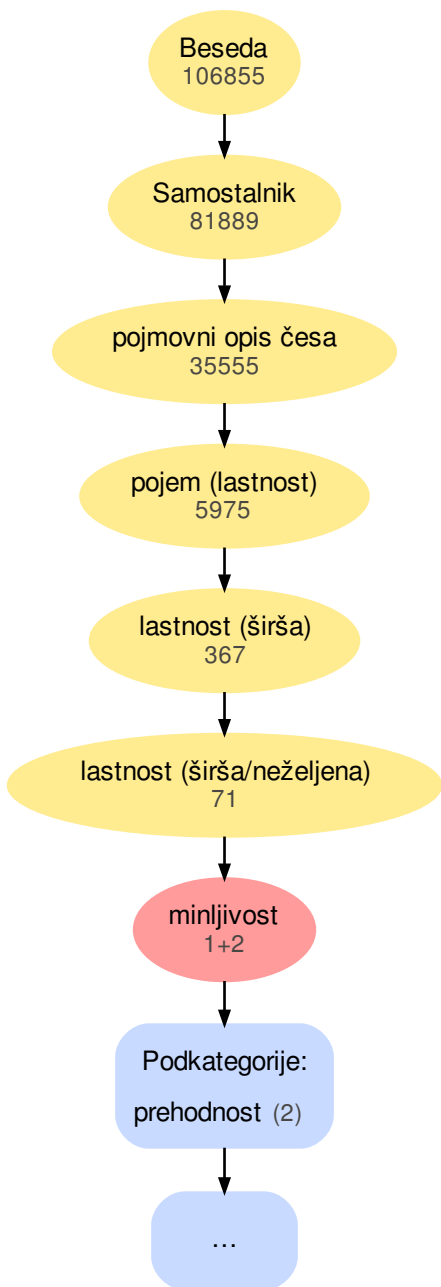 Beseda
106855
Samostalnik
81889
pojmovni opis česa
35555
pojem (lastnost)
5975
lastnost (širša)
367
lastnost (širša/neželjena)
71
minljivost
1+2
Podkategorije:
prehodnost (2)
...